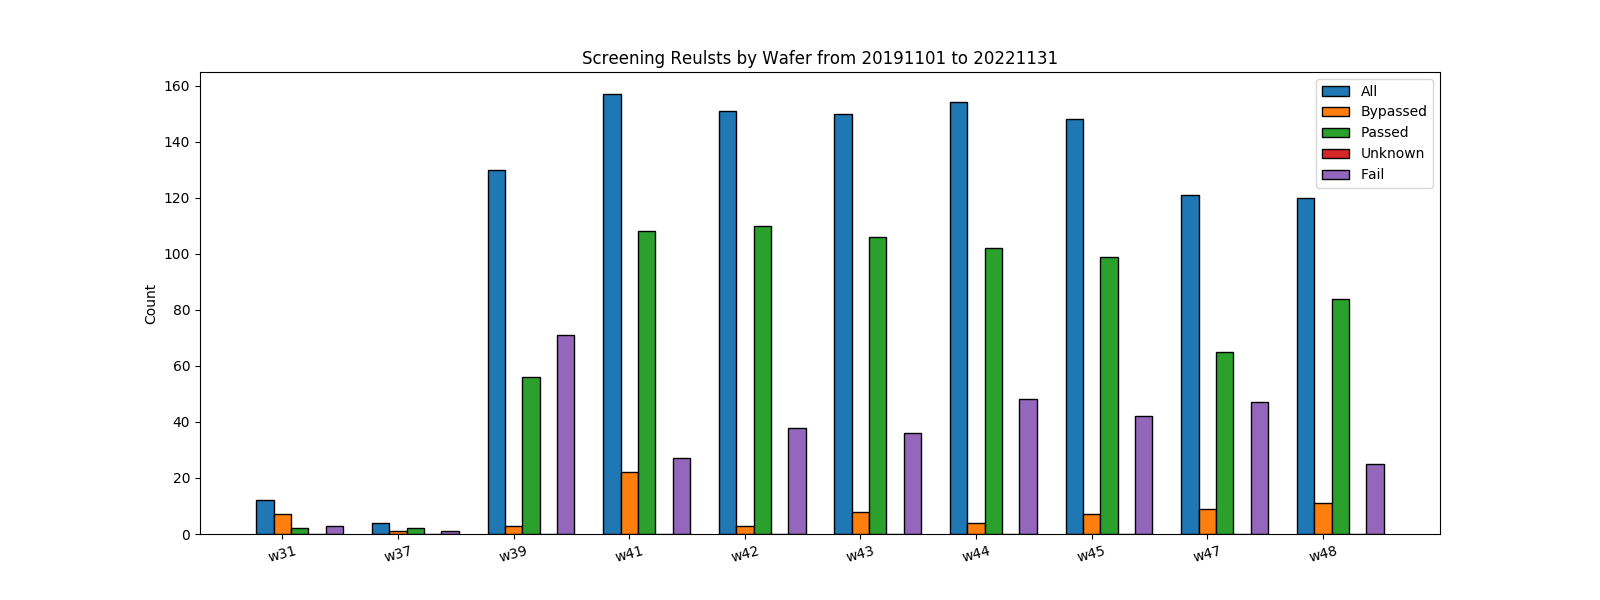 Screening Reulsts by Wafer from 20191101 to 20221131
160
140
120
100
80
60
40
20
0
Count
All
Bypassed
Passed
Unknown
Fail
w31
w37
w39
w41
w42
w43
w44
w45
w47
w48